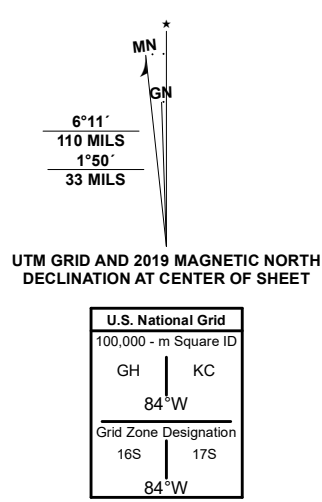 MN
GN
6°11´
110 MILS
1°50´
33 MILS
UTM GRID AND 2019 MAGNETIC NORTH
DECLINATION AT CENTER OF SHEET
U.S. National Grid
100,000 - m Square ID
GH KC
84°W
Grid Zone Designation
16S 17S
84°W